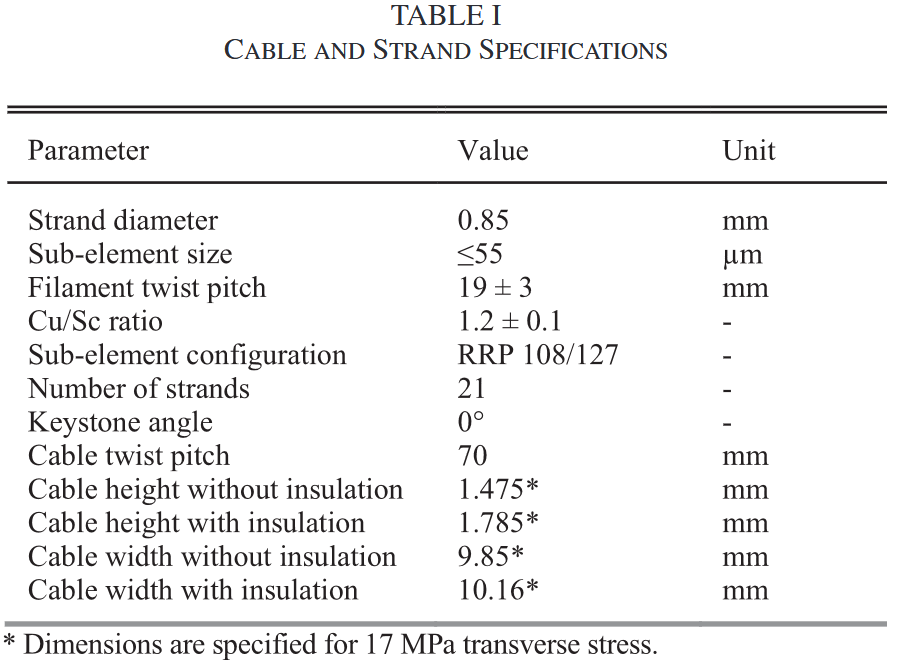 TABLE I
CABLE AND STRAND SPECIFICATIONS
Parameter Value Unit
Strand diameter 0.85 mm
Sub-element size ≤55 µm
Filament twist pitch 19 ± 3 mm
Cu/Sc ratio 1.2 ± 0.1 -
Sub-element configuration RRP 108/127 -
Number of strands 21 -
Keystone angle 0° -
Cable twist pitch 70 mm
Cable height without insulation 1.475* mm
Cable height with insulation 1.785* mm
Cable width without insulation 9.85* mm
Cable width with insulation 10.16* mm
* Dimensions are specified for 17 MPa transverse stress.